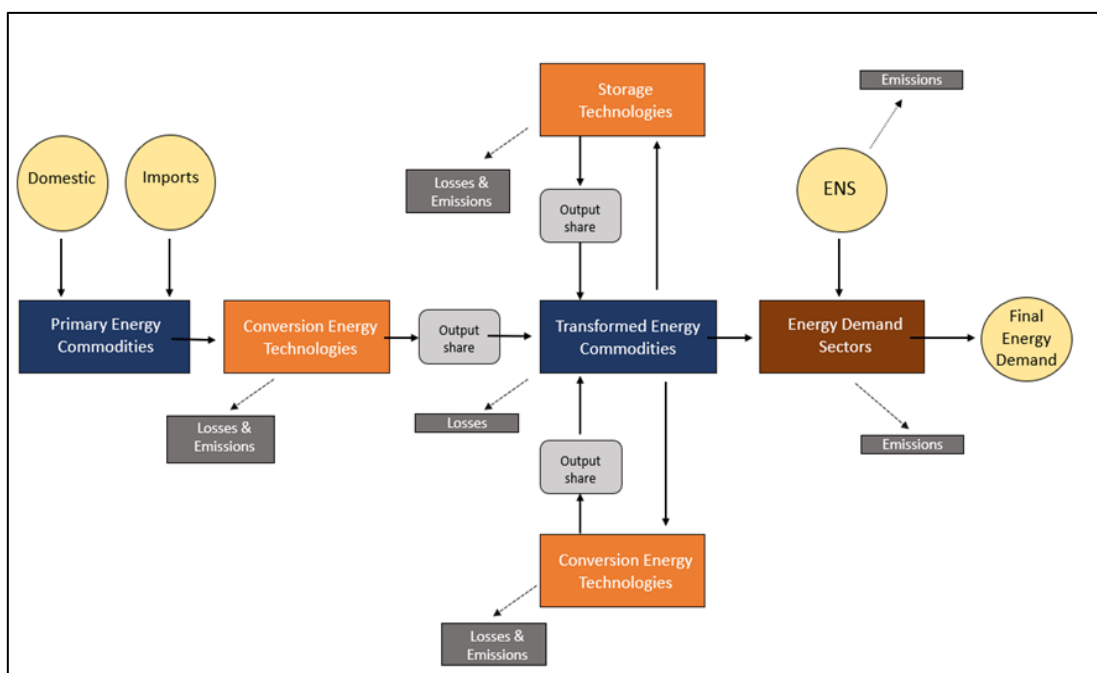 Storage
Technologies
Emissions
Domestic
Imports
Losses &
Emissions
ENS
Output
share
Primary Energy
Commodities
Conversion Energy
Technologies
Output
share
Transformed Energy
Commodities
Energy Demand
Sectors
Final
Energy
Demand
Losses &
Emissions
Losses
Emissions
Output
share
Conversion Energy
Technologies
Losses &
Emissions